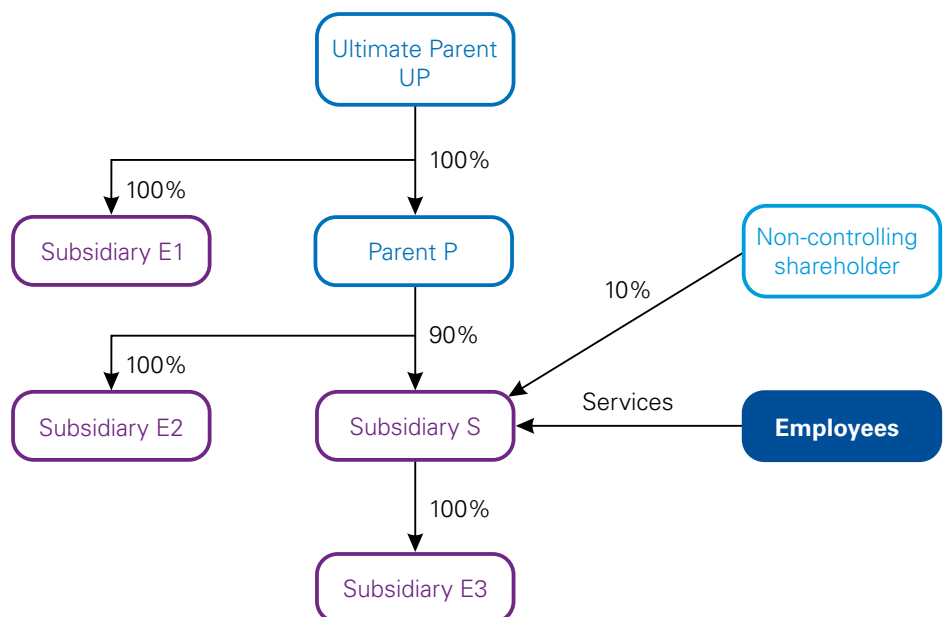 Ultimate Parent
UP
100%
100%
Subsidiary E1
Parent P
Non-controlling
shareholder
10%
90%
100%
Subsidiary E2
Subsidiary S
Services
Employees
100%
Subsidiary E3